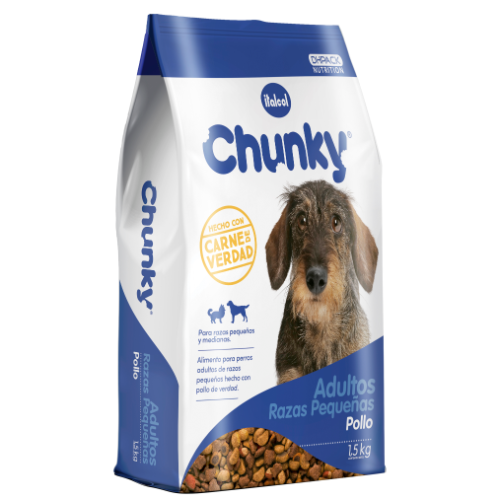 DHPACK
NUTRITION
italcol
Chunky®
HECHO CON
CARNE DE
VERDAD
Para razas pequeñas
y medianas.
Alimento para perros
adultos de razas
pequeñas hecho con
pollo de verdad.
Adultos
Razas Pequeñas
Pollo
1.5 kg
Chunky®
Adultos
Razas Pequeñas
Pollo
1.5 kg